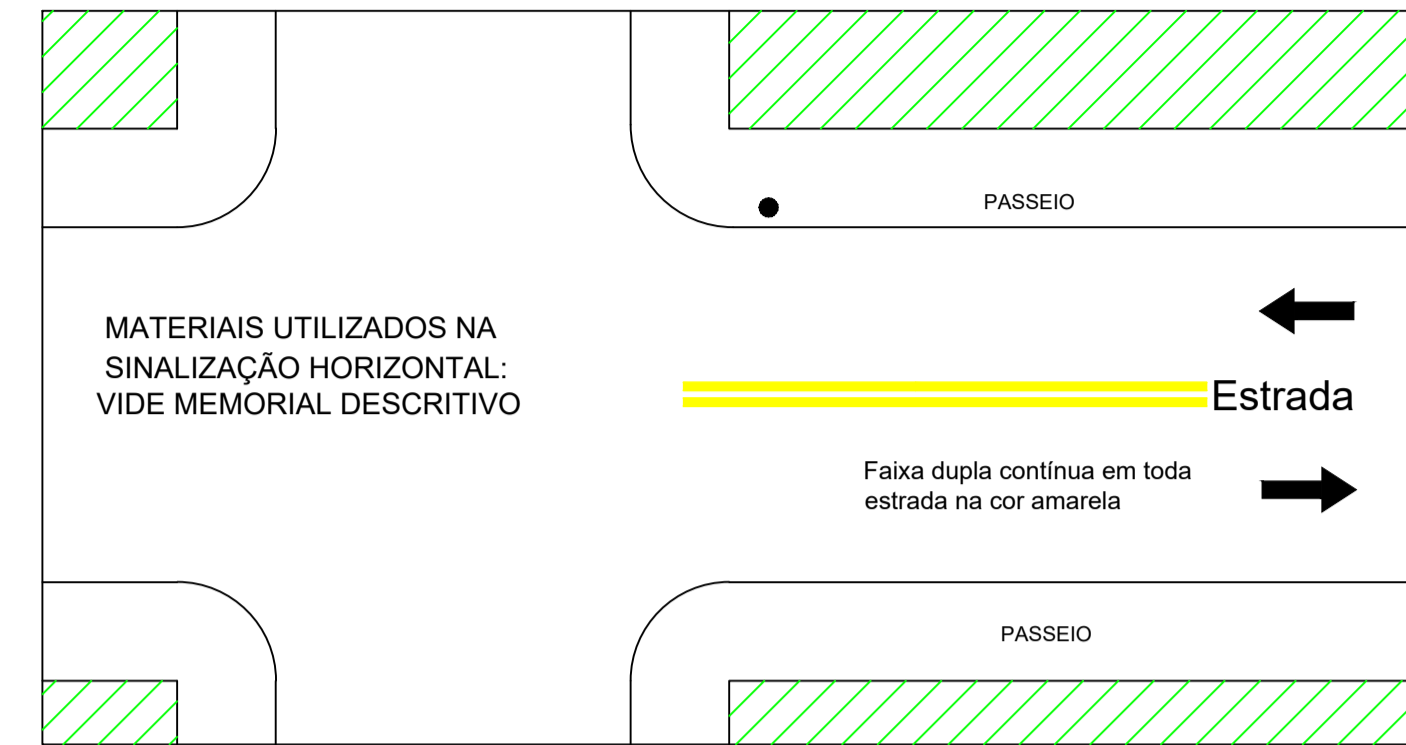 PASSEIO
MATERIAIS UTILIZADOS NA
SINALIZAÇÃO HORIZONTAL:
VIDE MEMORIAL DESCRITIVO
Estrada
Faixa dupla contínua em toda
estrada na cor amarela
PASSEIO